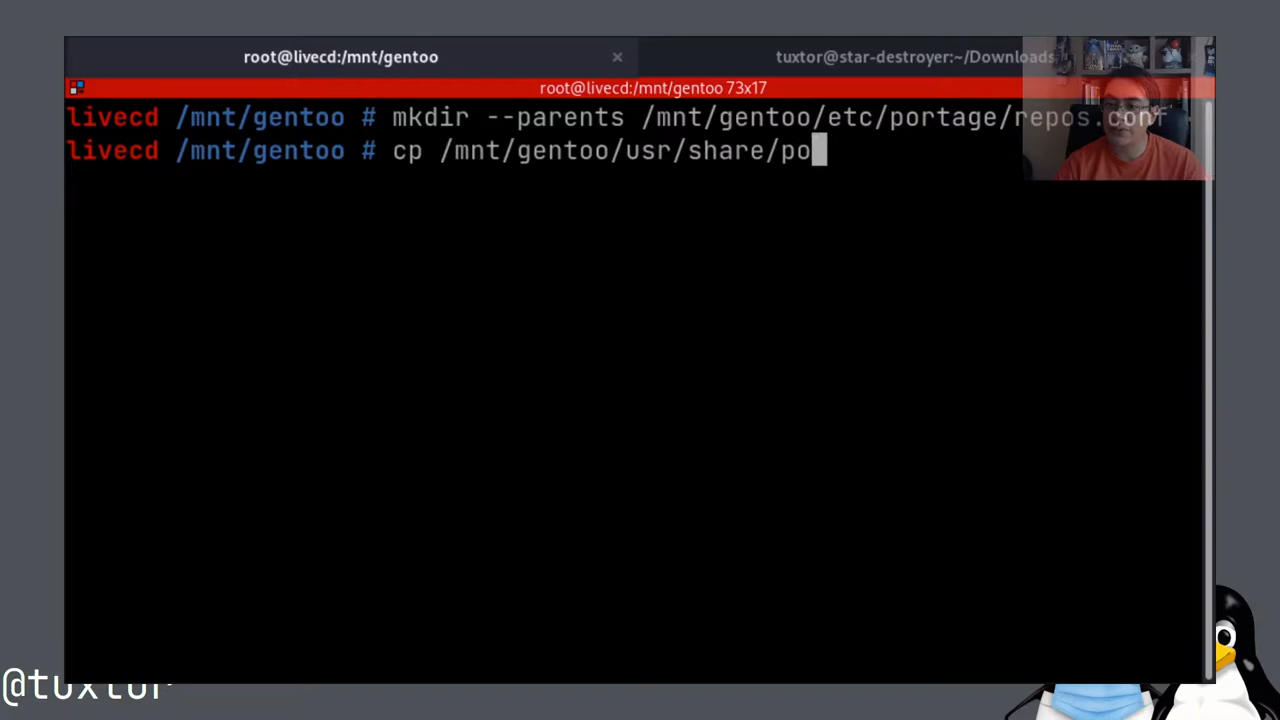 root@livecd:/mnt/gentoo × tuxtor@star-destroyer:~/Downloads
root@livecd:/mnt/gentoo 73x17
livecd /mnt/gentoo # mkdir --parents /mnt/gentoo/etc/portage/repos.conf
livecd /mnt/gentoo # cp /mnt/gentoo/usr/share/po
@tuxtor